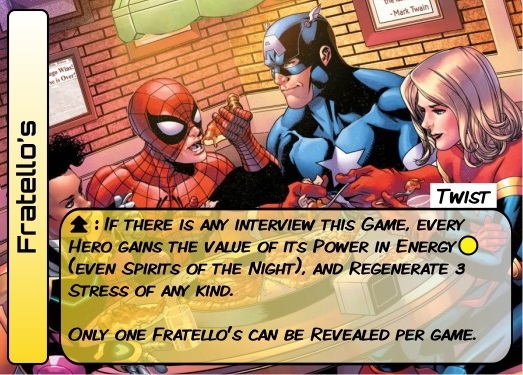 - Mark Twain
Fratello's
Twist
: If there is any interview this Game, every
Hero gains the value of its Power in Energy
(even Spirits of the Night), and Regenerate 3
Stress of any kind.
Only one Fratello's can be Revealed per game.